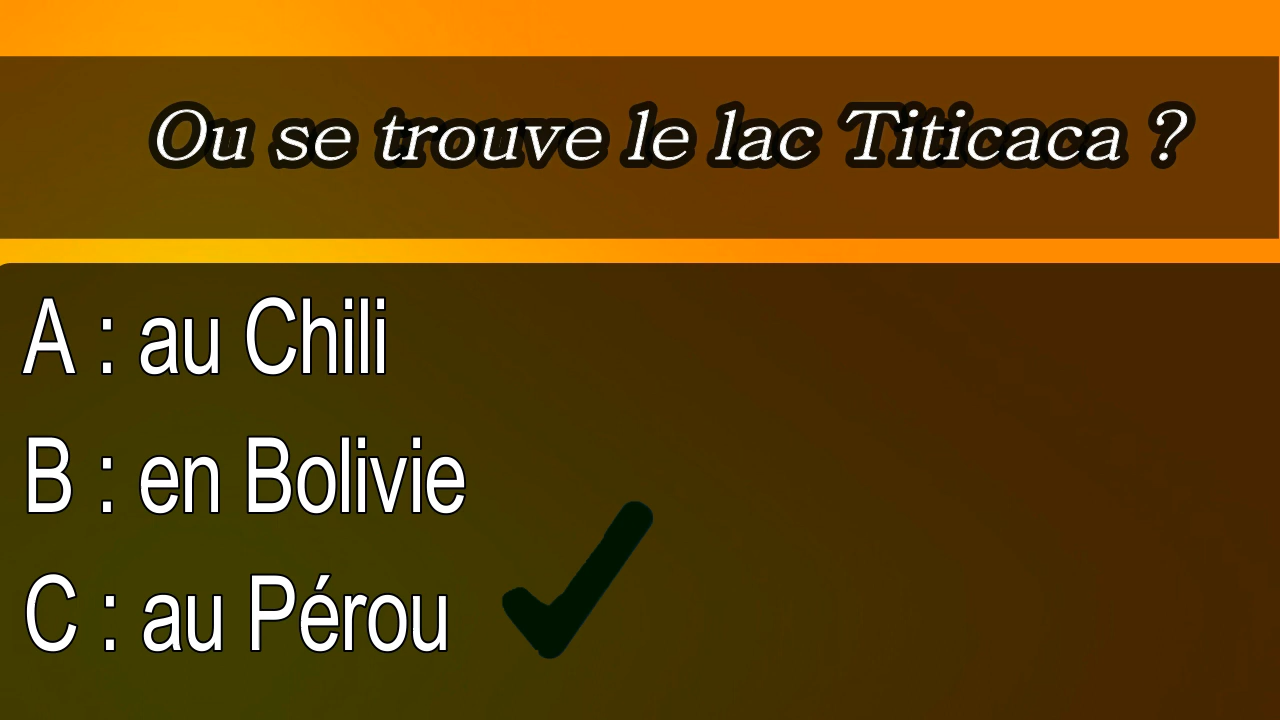 Ou se trouve le lac Titicaca ?
A : au Chili
B : en Bolivie
C : au Pérou